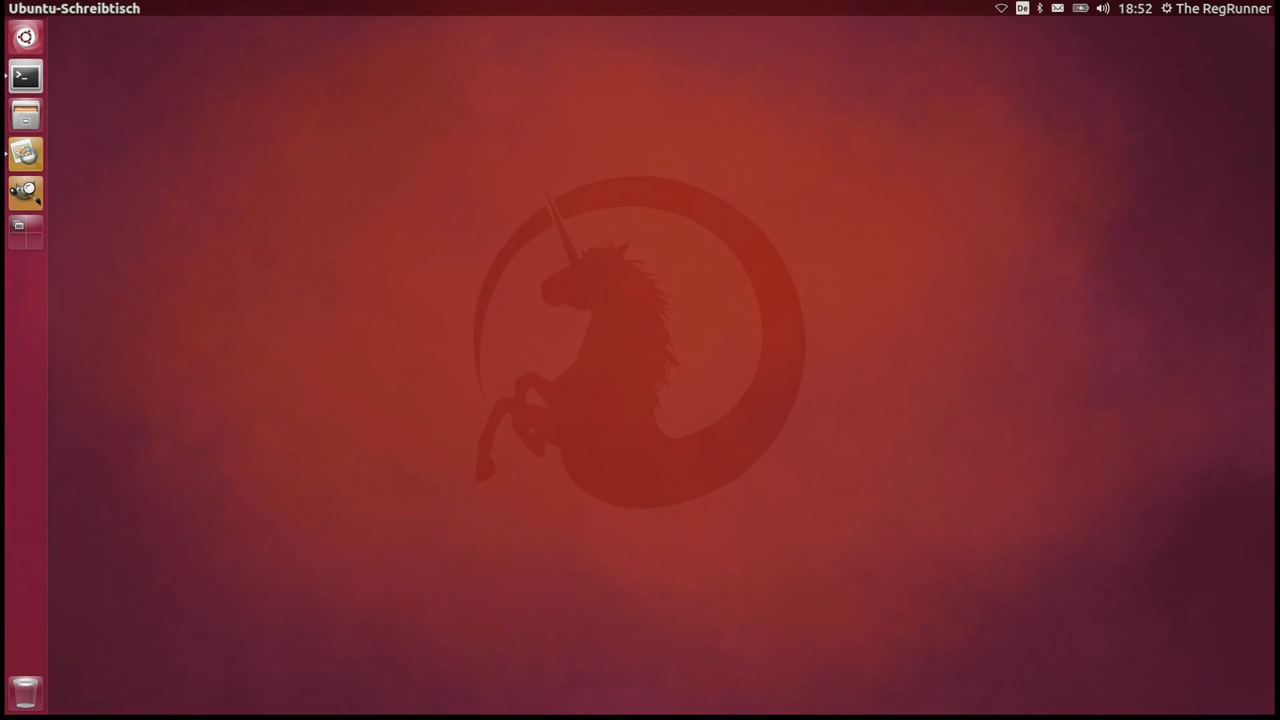 Ubuntu-Schreibtisch
De
18:52
The RegRunner
>_